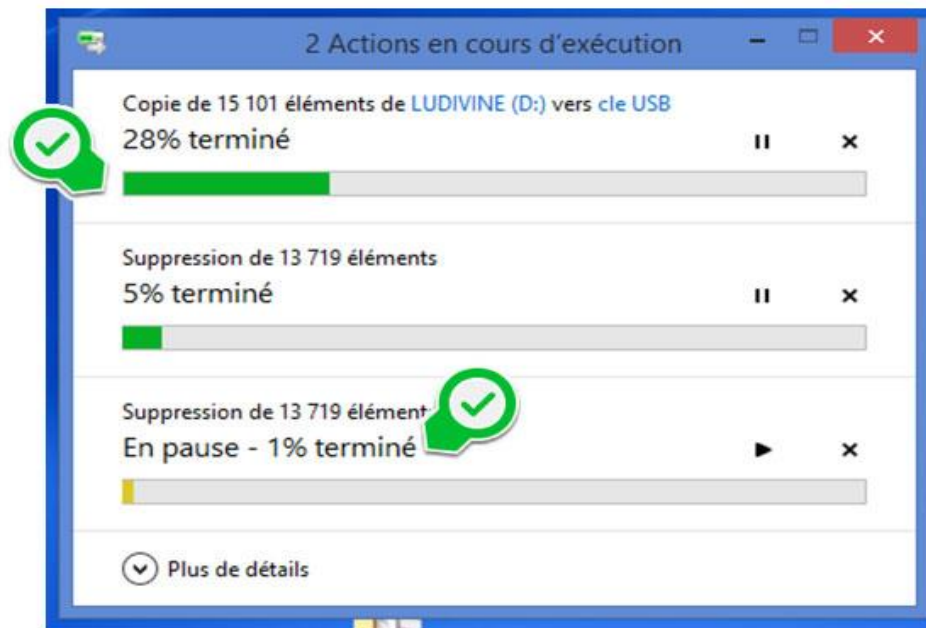 2 Actions en cours d'exécution
Copie de 15 101 éléments de LUDIVINE (D:) vers cle USB
28% terminé
Suppression de 13 719 éléments
5% terminé
Suppression de 13 719 élément
En pause - 1% terminé
Plus de détails